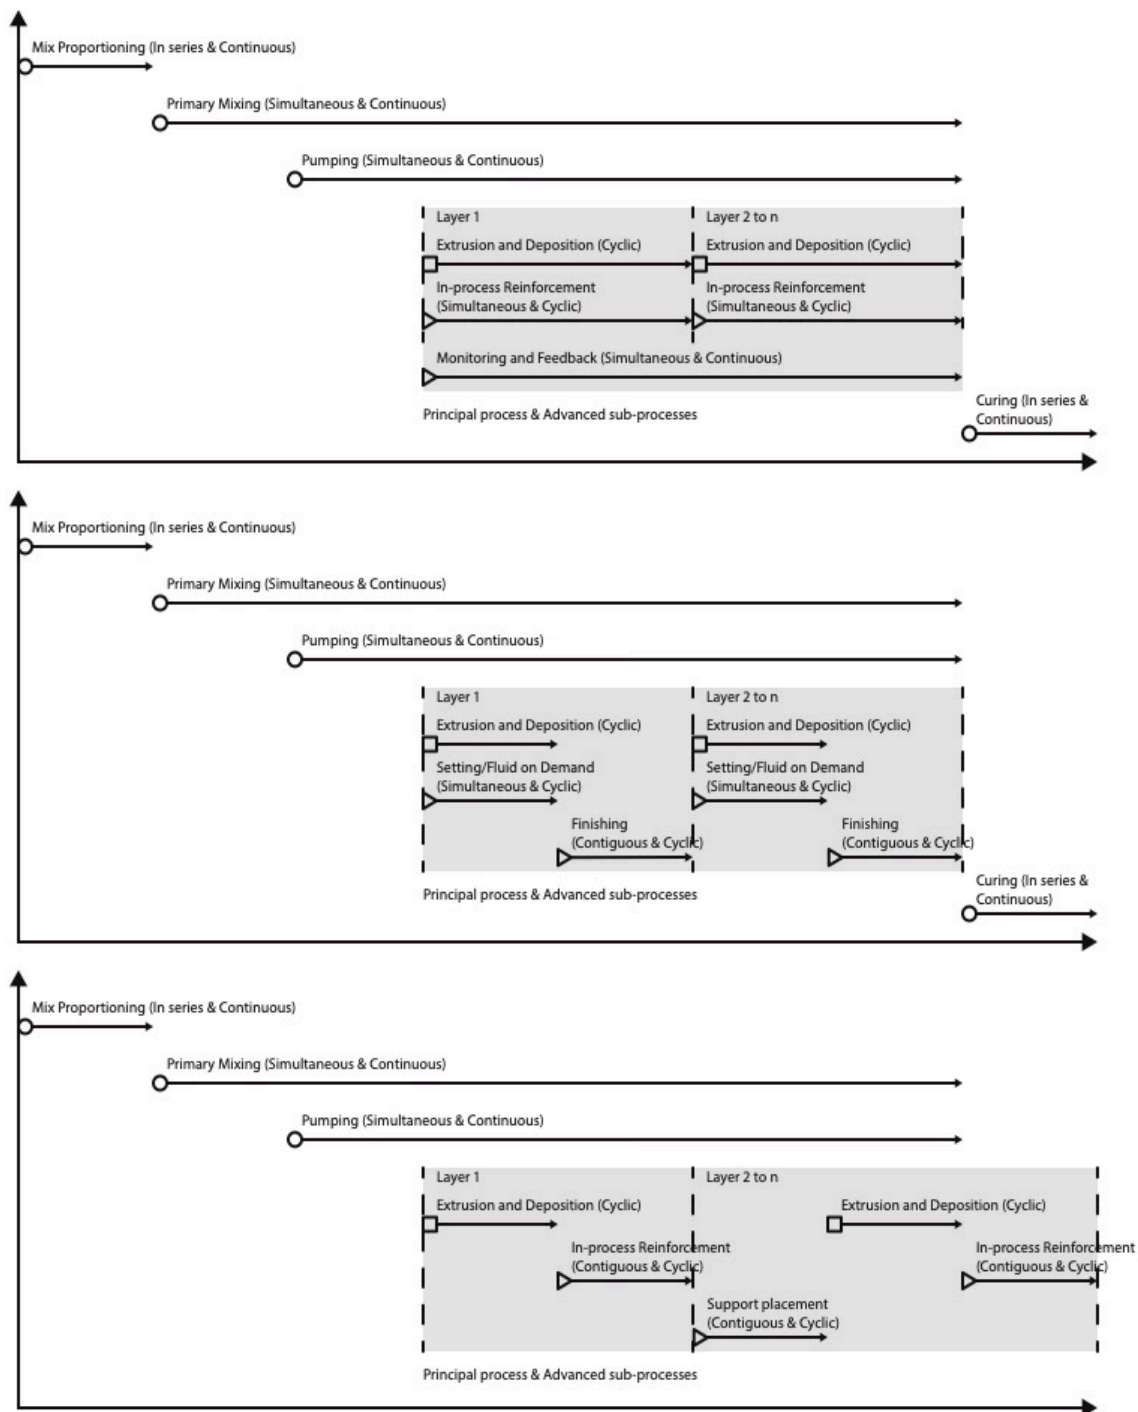 Mix Proportioning (In series & Continuous)
Primary Mixing (Simultaneous & Continuous)
Pumping (Simultaneous & Continuous)
Layer 1
Layer 2 to n
Extrusion and Deposition (Cyclic)
Extrusion and Deposition (Cyclic)
In-process Reinforcement
(Simultaneous & Cyclic)
In-process Reinforcement
(Simultaneous & Cyclic)
Monitoring and Feedback (Simultaneous & Continuous)
Principal process & Advanced sub-processes
Curing (In series &
Continuous)
Mix Proportioning (In series & Continuous)
Primary Mixing (Simultaneous & Continuous)
Pumping (Simultaneous & Continuous)
Layer 1
Layer 2 to n
Extrusion and Deposition (Cyclic)
Extrusion and Deposition (Cyclic)
Setting/Fluid on Demand
(Simultaneous & Cyclic)
Setting/Fluid on Demand
(Simultaneous & Cyclic)
Finishing
(Contiguous & Cyclic)
Finishing
(Contiguous & Cyclic)
Principal process & Advanced sub-processes
Curing (In series &
Continuous)
Mix Proportioning (In series & Continuous)
Primary Mixing (Simultaneous & Continuous)
Pumping (Simultaneous & Continuous)
Layer 1
Layer 2 to n
Extrusion and Deposition (Cyclic)
Extrusion and Deposition (Cyclic)
In-process Reinforcement
(Contiguous & Cyclic)
In-process Reinforcement
(Contiguous & Cyclic)
Support placement
(Contiguous & Cyclic)
Principal process & Advanced sub-processes